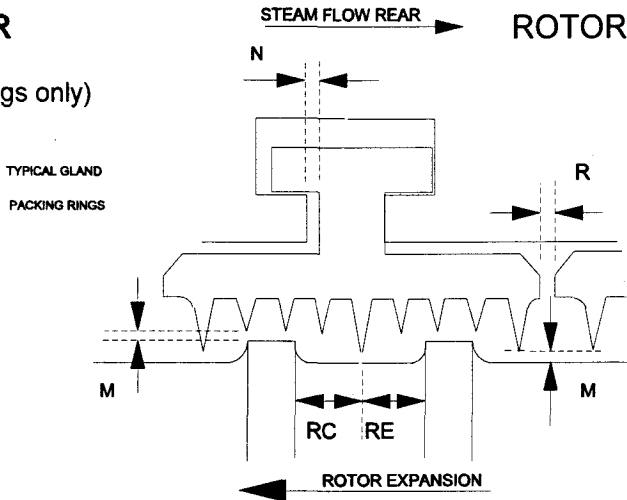 STEAM FLOW REAR
R
ROTOR
N
gs only)
TYPICAL GLAND
PACKING RINGS
R
M
M
RC
RE
ROTOR EXPANSION